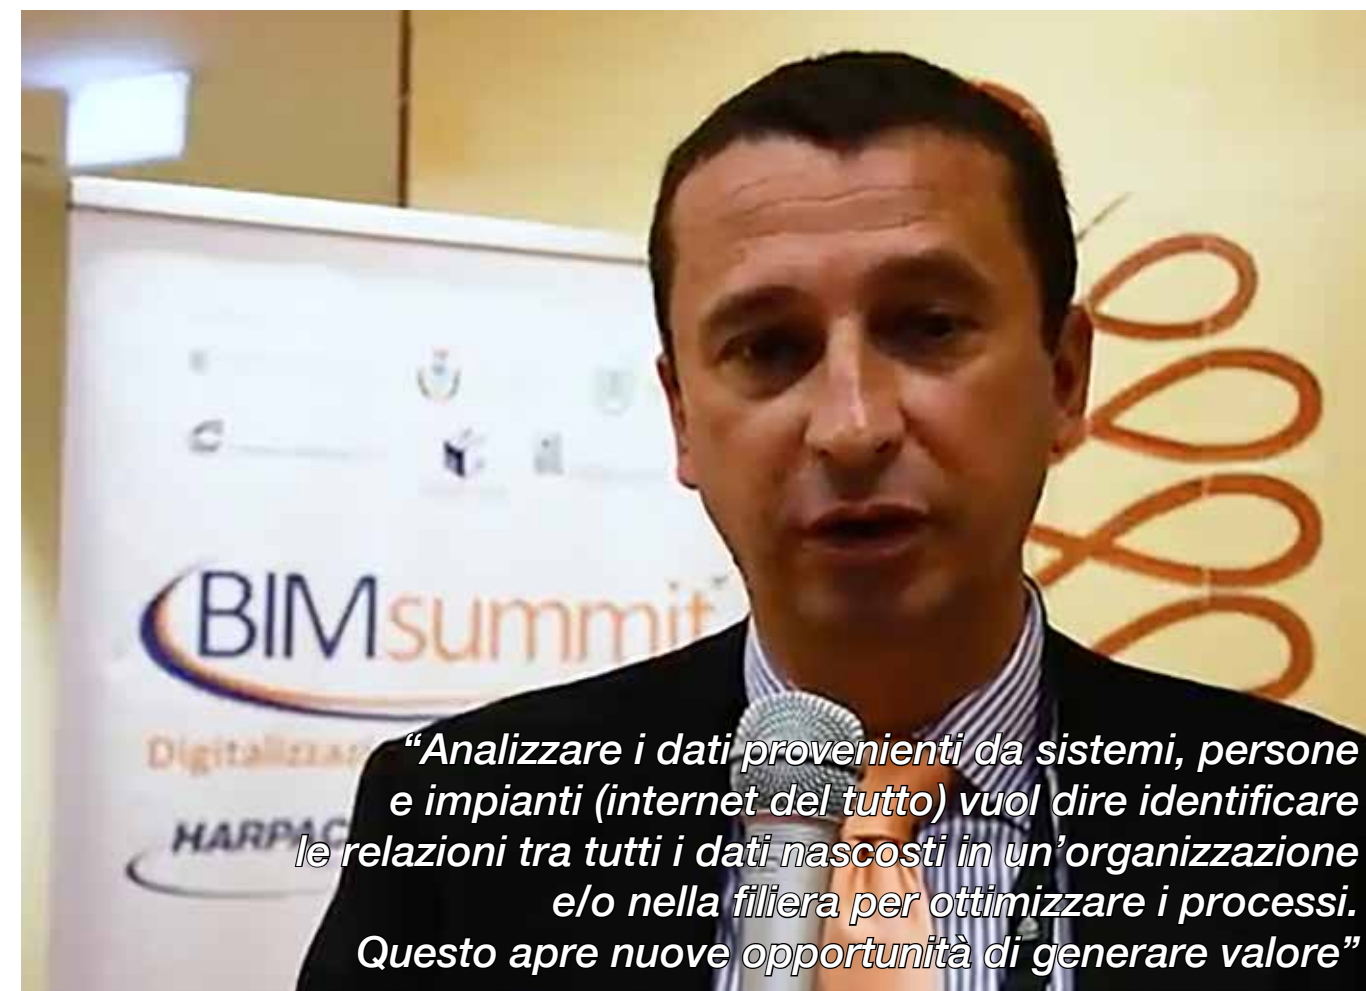 BIMsummit
Digitalizzaz
HARPAC
“Analizzare i dati provenienti da sistemi, persone
e impianti (internet del tutto) vuol dire identificare
le relazioni tra tutti i dati nascosti in un’organizzazione
e/o nella filiera per ottimizzare i processi.
Questo apre nuove opportunità di generare valore”